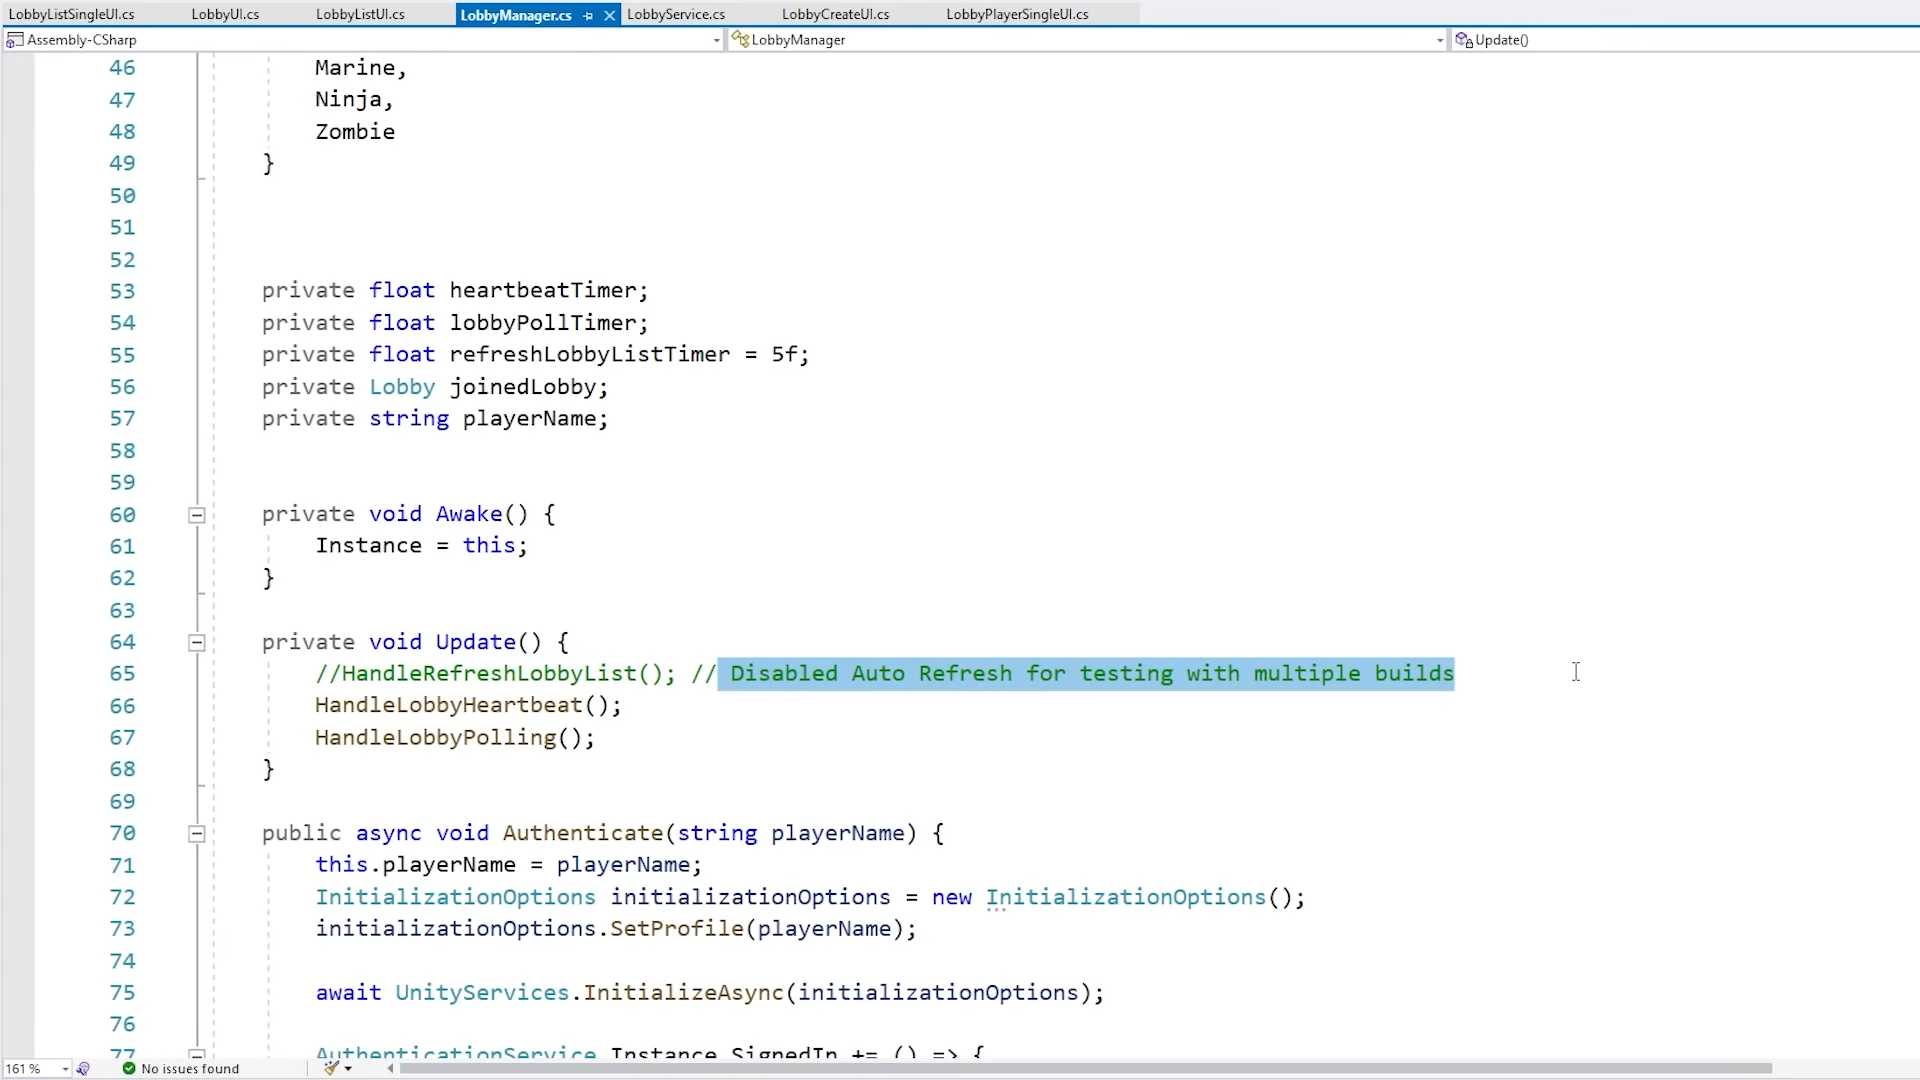 LobbyListSingleUI.cs LobbyUI.cs LobbyListUI.cs LobbyManager.cs LobbyService.cs LobbyCreateUI.cs LobbyPlayerSingleUI.cs
Assembly-CSharp LobbyManager Update()
46 Marine,
47 Ninja,
48 Zombie
49 }
50
51
52
53 private float heartbeatTimer;
54 private float lobbyPollTimer;
55 private float refreshLobbyListTimer = 5f;
56 private Lobby joinedLobby;
57 private string playerName;
58
59
60 private void Awake() {
61 Instance = this;
62 }
63
64 private void Update() {
65 //HandleRefreshLobbyList(); // Disabled Auto Refresh for testing with multiple builds
66 HandleLobbyHeartbeat();
67 HandleLobbyPolling();
68 }
69
70 public async void Authenticate(string playerName) {
71 this.playerName = playerName;
72 InitializationOptions initializationOptions = new InitializationOptions();
73 initializationOptions.SetProfile(playerName);
74
75 await UnityServices.InitializeAsync(initializationOptions);
76
77 AuthenticationService.Instance.SignedIn += () => {
161 % No issues found